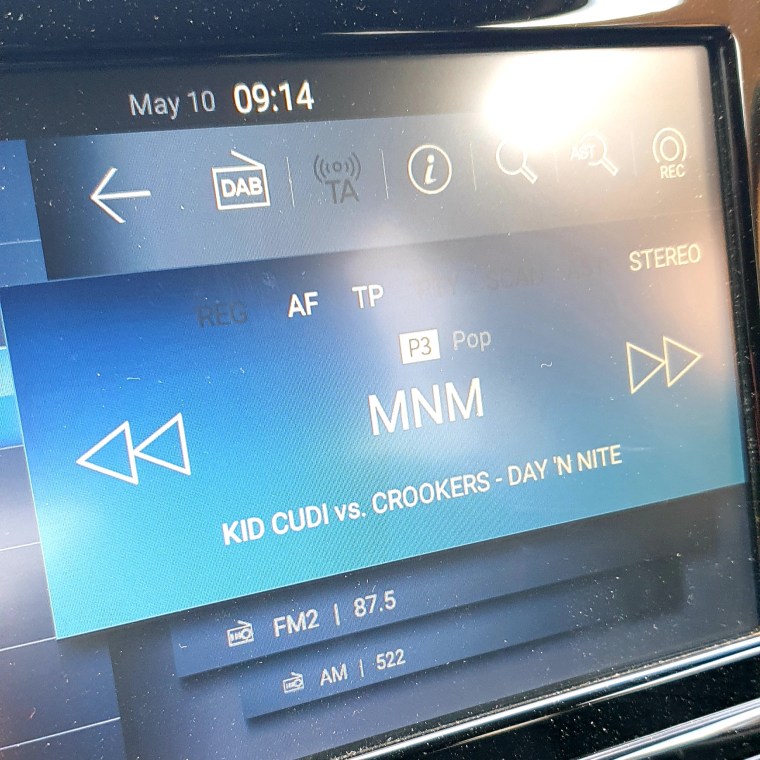 May 10 09:14
DAB TA i AST REC
REG AF TP STEREO
P3 Pop
MNM
KID CUDI vs. CROOKERS - DAY 'N NITE
FM2 | 87.5
AM | 522